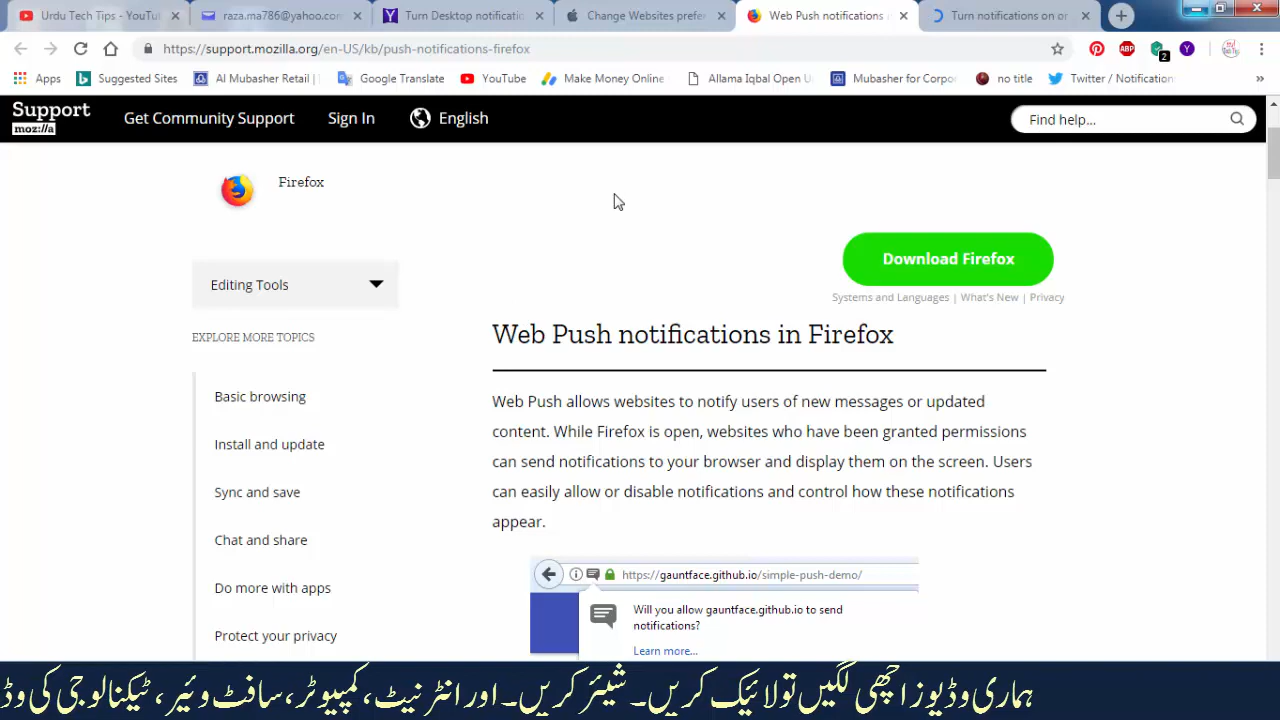 Urdu Tech Tips - YouTu
raza.ma786@yahoo.com
Turn Desktop notificatio
Change Websites prefer
Web Push notifications i
Turn notifications on or
https://support.mozilla.org/en-US/kb/push-notifications-firefox
ABP
2
Apps
Suggested Sites
Al Mubasher Retail |
Google Translate
YouTube
Make Money Online
Allama Iqbal Open U
Mubasher for Corpor
no title
Twitter / Notification
»
Support
moz://a
Get Community Support
Sign In
English
Find help...
Firefox
Download Firefox
Systems and Languages | What's New | Privacy
Editing Tools
EXPLORE MORE TOPICS
Basic browsing
Install and update
Sync and save
Chat and share
Do more with apps
Protect your privacy
Web Push notifications in Firefox
Web Push allows websites to notify users of new messages or updated
content. While Firefox is open, websites who have been granted permissions
can send notifications to your browser and display them on the screen. Users
can easily allow or disable notifications and control how these notifications
appear.
https://gauntface.github.io/simple-push-demo/
Will you allow gauntface.github.io to send
notifications?
Learn more...
ہماری وڈیوز اچھی لگیں تو لائیک کریں۔ شیئر کریں۔ اور انٹرنیٹ، کمپیوٹر، سافٹ وئیر، ٹیکنالوجی کی وڈ